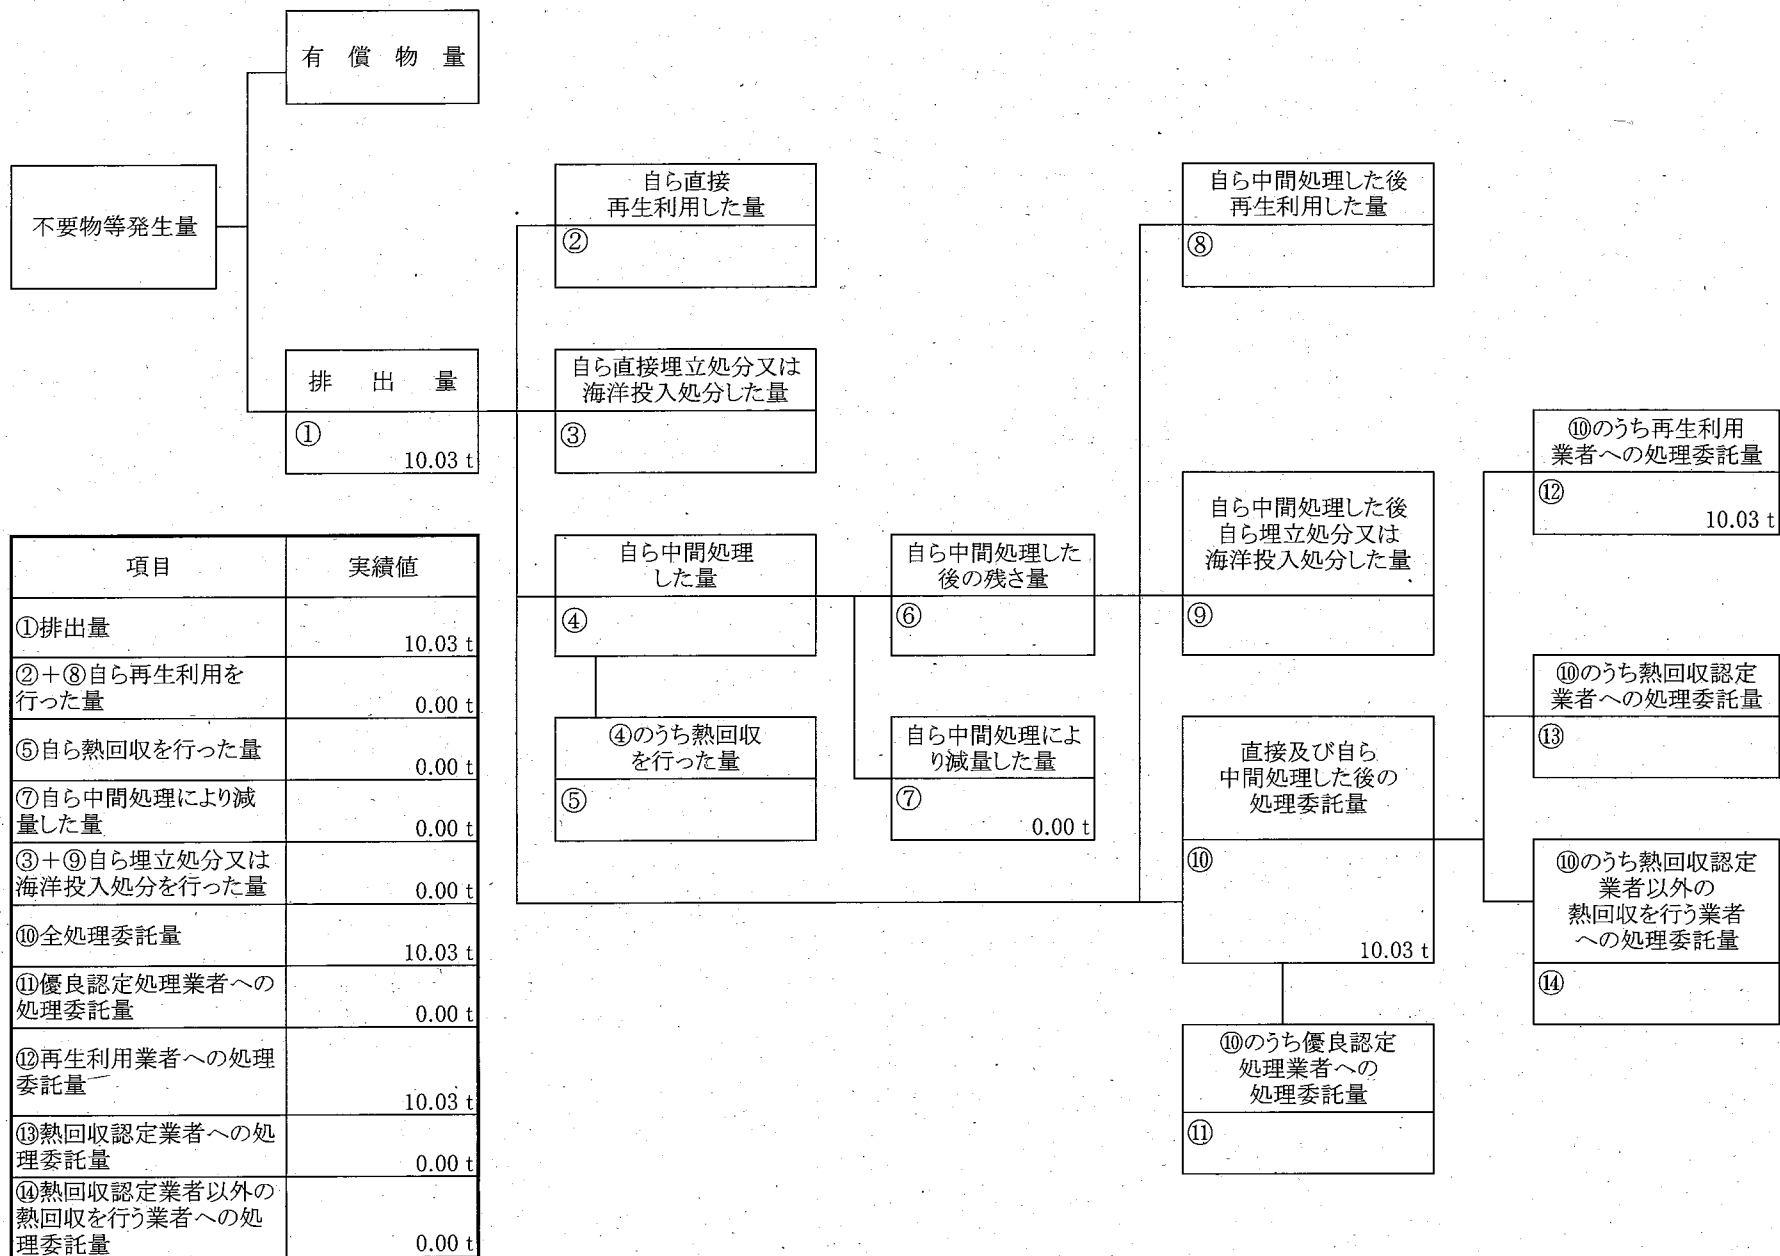 有 償 物 量
不要物等発生量
排 出 量
①
10.03 t
自ら直接
再生利用した量
②
自ら直接埋立処分又は
海洋投入処分した量
③
自ら中間処理
した量
④
④のうち熱回収
を行った量
⑤
自ら中間処理した
後の残さ量
⑥
自ら中間処理によ
り減量した量
⑦
0.00 t
自ら中間処理した後
再生利用した量
⑧
自ら中間処理した後
自ら埋立処分又は
海洋投入処分した量
⑨
直接及び自ら
中間処理した後の
処理委託量
⑩
10.03 t
⑩のうち優良認定
処理業者への
処理委託量
⑪
⑩のうち再生利用
業者への処理委託量
⑫
10.03 t
⑩のうち熱回収認定
業者への処理委託量
⑬
⑩のうち熱回収認定
業者以外の
熱回収を行う業者
への処理委託量
⑭
項目 実績値
①排出量
10.03 t
②+⑧自ら再生利用を
行った量
0.00 t
⑤自ら熱回収を行った量
0.00 t
⑦自ら中間処理により減
量した量
0.00 t
③+⑨自ら埋立処分又は
海洋投入処分を行った量
0.00 t
⑩全処理委託量
10.03 t
⑪優良認定処理業者への
処理委託量
0.00 t
⑫再生利用業者への処理
委託量
10.03 t
⑬熱回収認定業者への処
理委託量
0.00 t
⑭熱回収認定業者以外の
熱回収を行う業者への処
理委託量
0.00 t